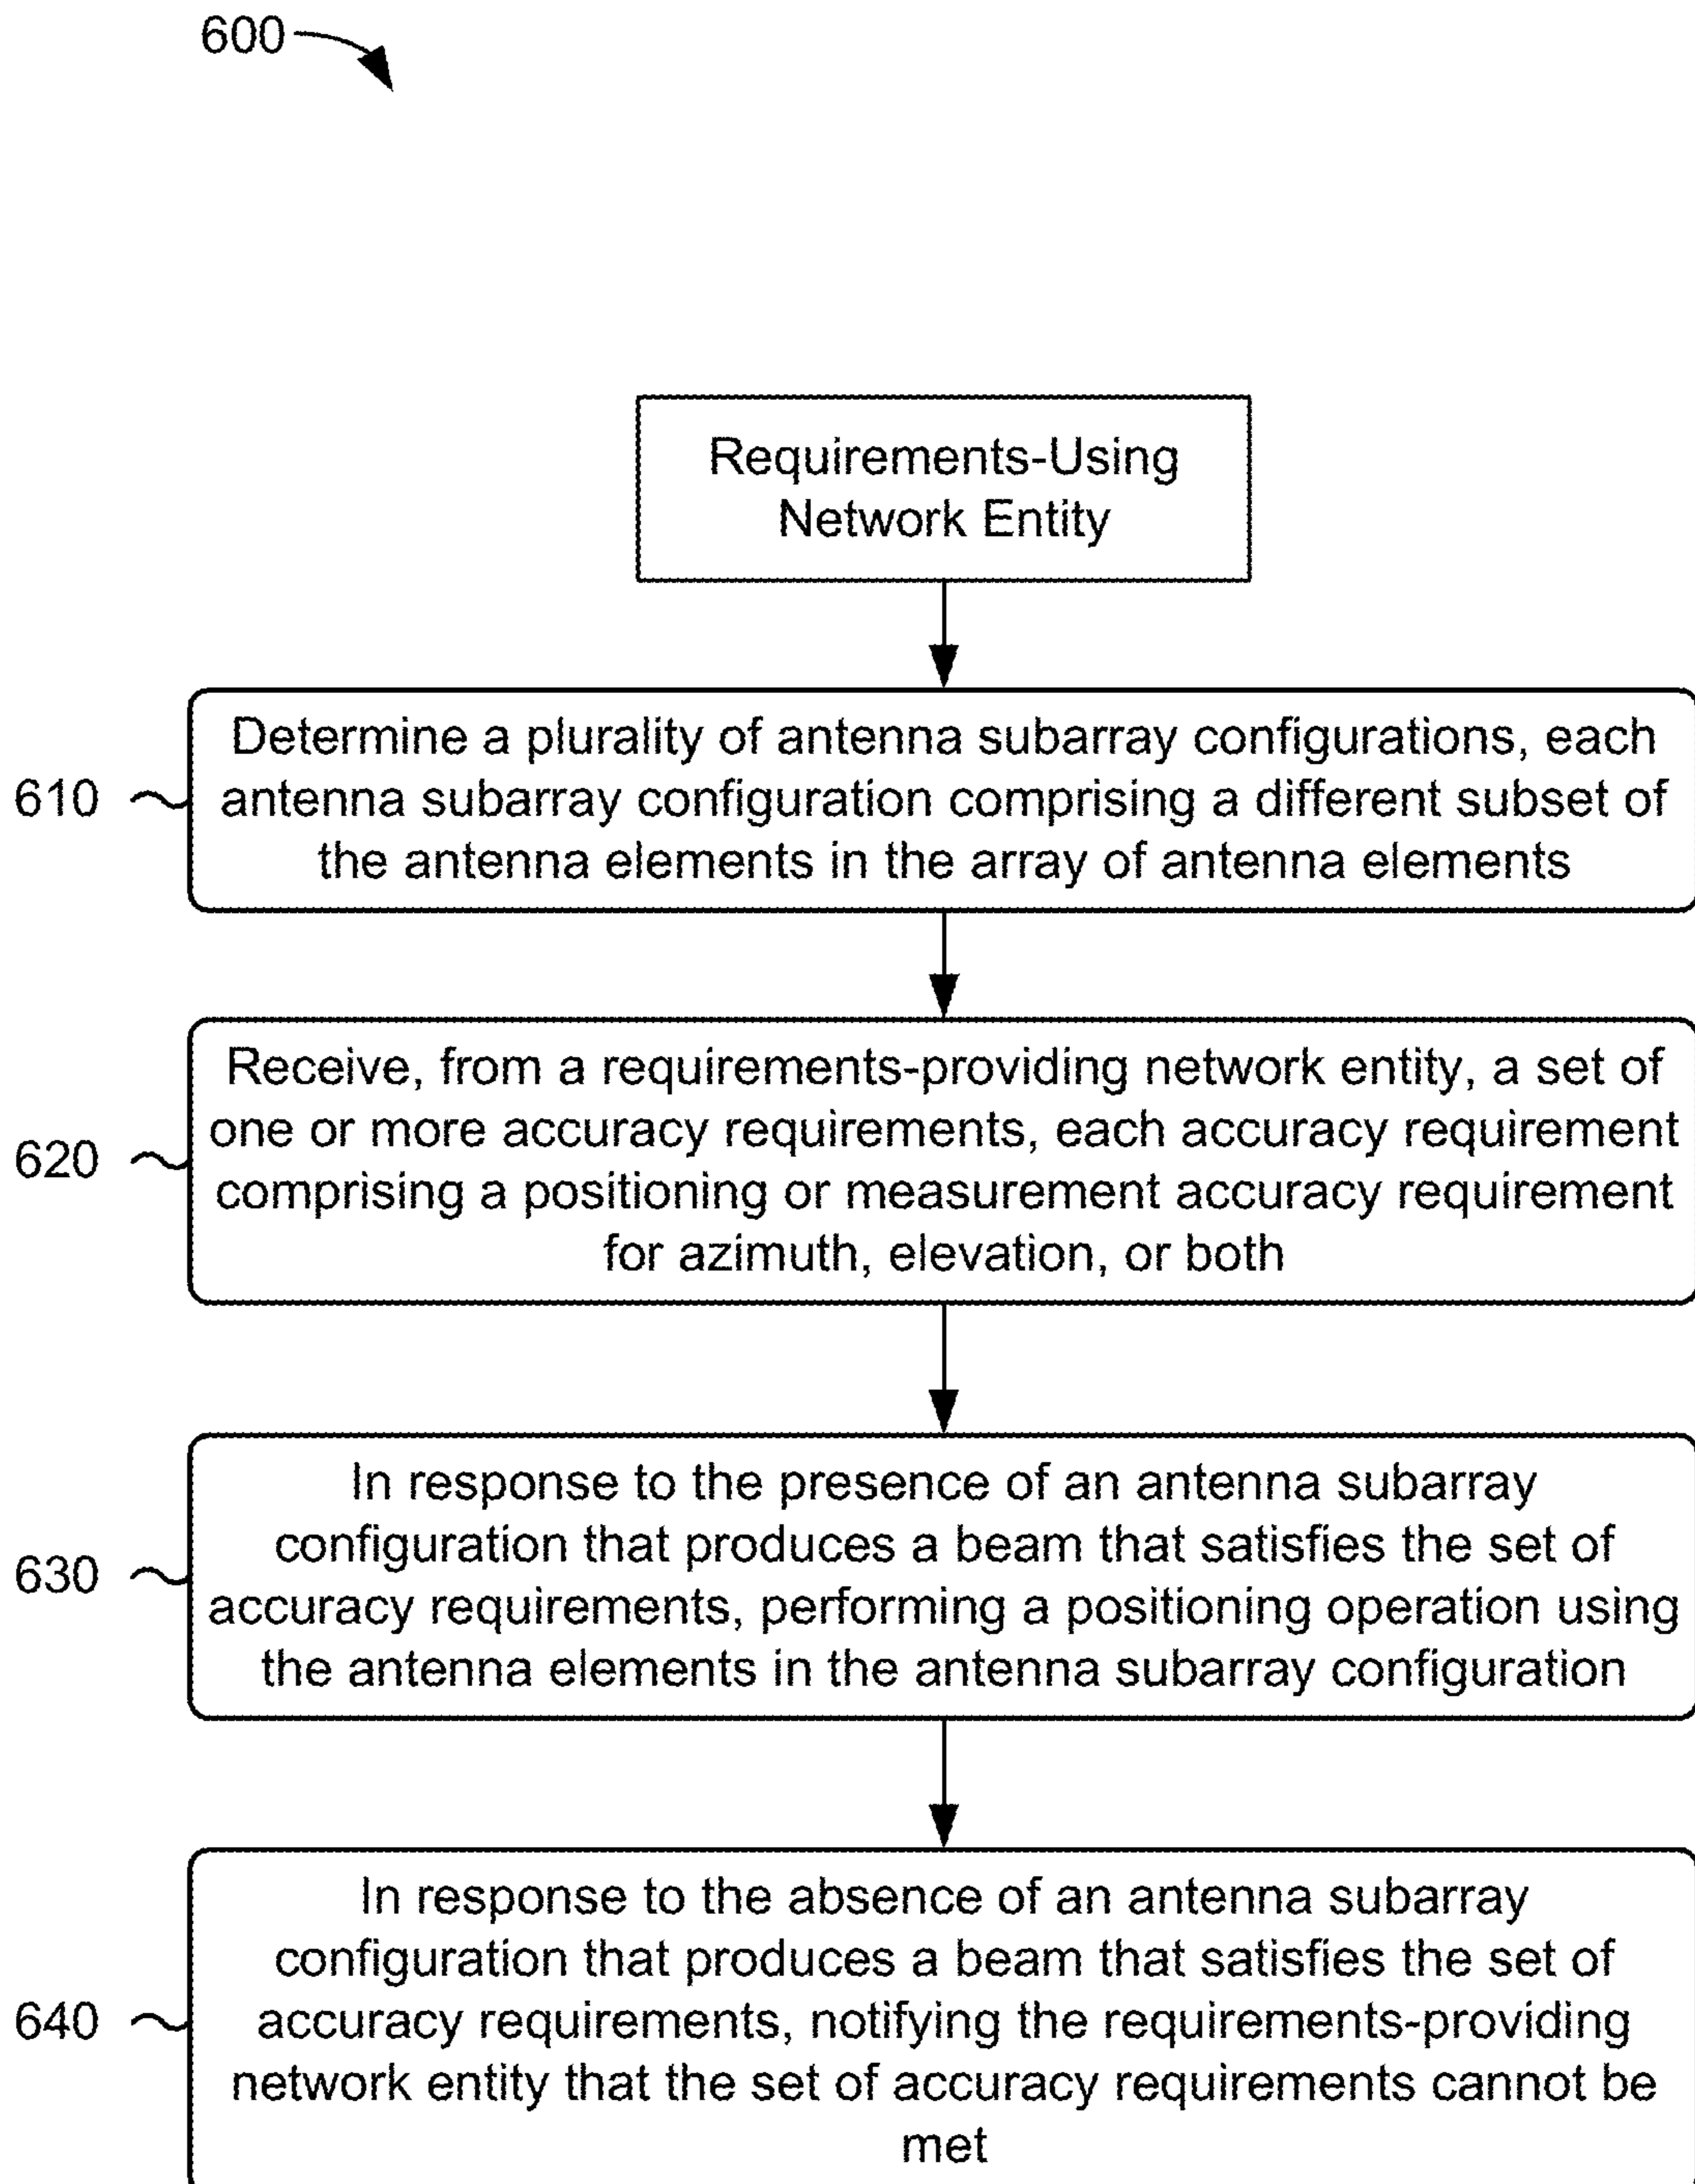 600
Requirements-Using
Network Entity
Determine a plurality of antenna subarray configurations, each
610
antenna subarray configuration comprising a different subset of
the antenna elements in the array of antenna elements
Receive, from a requirements-providing network entity, a set of
one or more accuracy requirements, each accuracy requirement
620
comprising a positioning or measurement accuracy requirement
for azimuth, elevation, or both
In response to the presence of an antenna subarray
configuration that produces a beam that satisfies the set of
630
accuracy requirements, performing a positioning operation using
the antenna elements in the antenna subarray configuration
In response to the absence of an antenna subarray
configuration that produces a beam that satisfies the set of
640
accuracy requirements, notifying the requirements-providing
network entity that the set of accuracy requirements cannot be
met